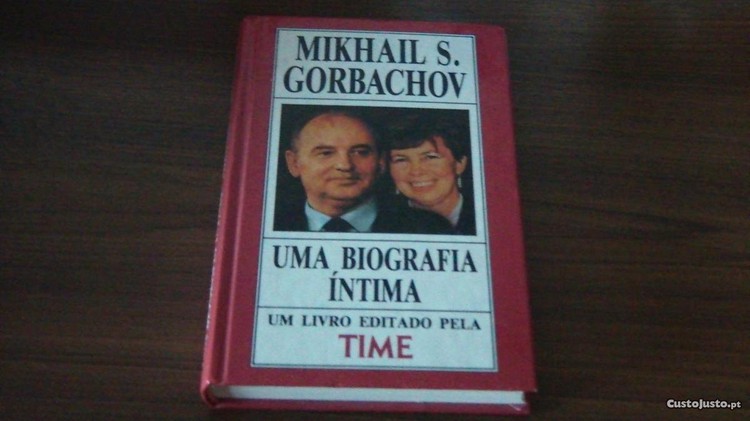 MIKHAIL S.
GORBACHOV
UMA BIOGRAFIA
ÍNTIMA
UM LIVRO EDITADO PELA
TIME
CustoJusto.pt